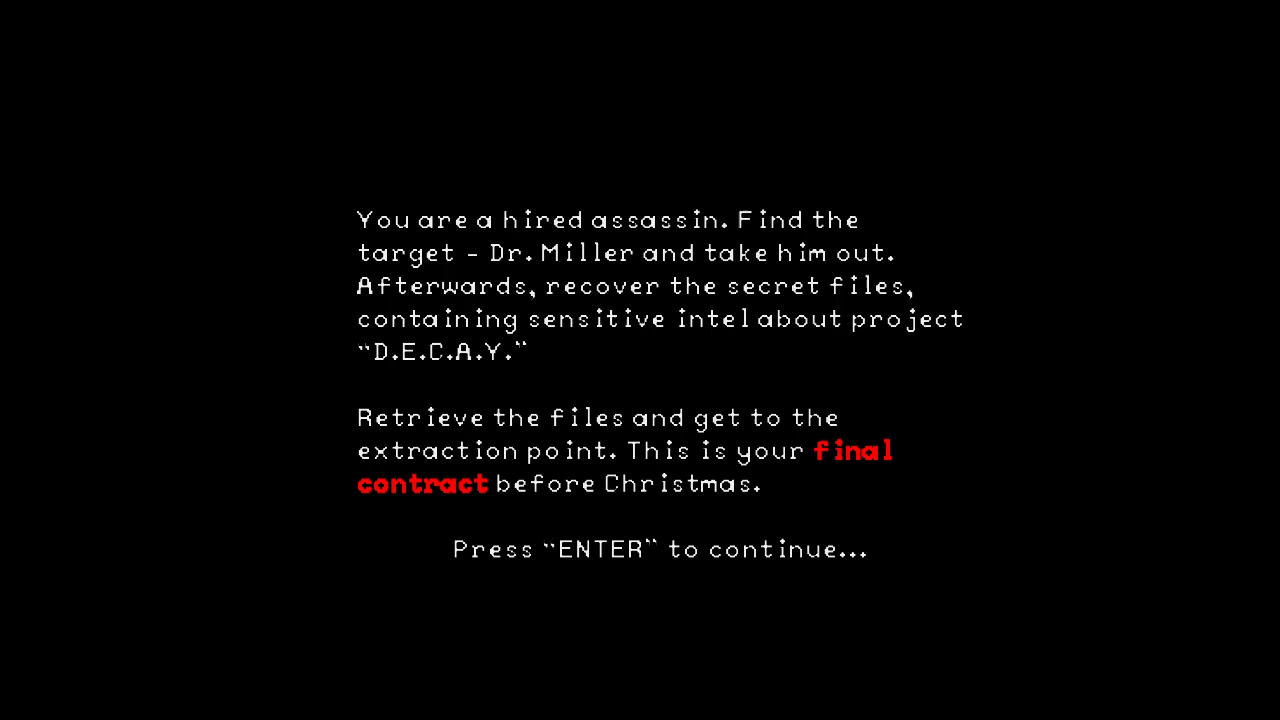 You are a hired assassin. Find the
target - Dr. Miller and take him out.
Afterwards, recover the secret files,
containing sensitive intel about project
"D.E.C.A.Y."
Retrieve the files and get to the
extraction point. This is your final
contract before Christmas.
Press "ENTER" to continue...